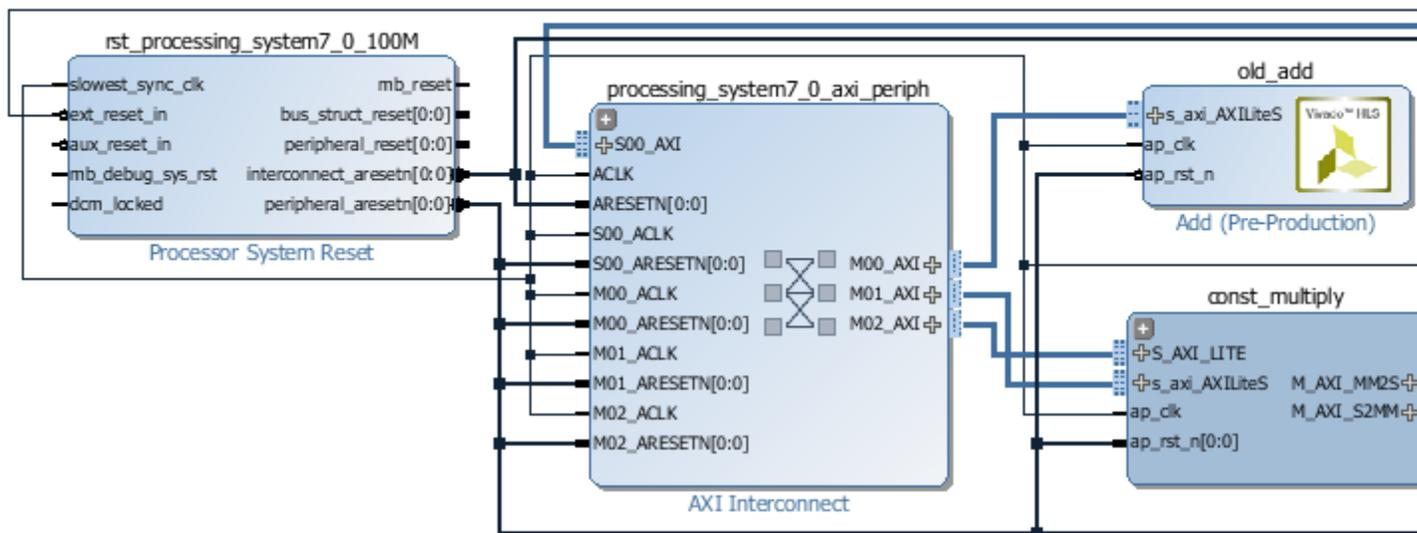 rst_processing_system7_0_100M
slowest_sync_clk
mb_reset
ext_reset_in
bus_struct_reset[0:0]
aux_reset_in
peripheral_reset[0:0]
mb_debug_sys_rst
interconnect_aresetn[0:0]
dcm_locked
peripheral_aresetn[0:0]
Processor System Reset
processing_system7_0_axi_periph
S00_AXI
ACLK
ARESETN[0:0]
S00_ACLK
S00_ARESETN[0:0]
M00_ACLK
M00_ARESETN[0:0]
M01_ACLK
M01_ARESETN[0:0]
M02_ACLK
M02_ARESETN[0:0]
M00_AXI
M01_AXI
M02_AXI
AXI Interconnect
old_add
s_axi_AXILiteS
ap_clk
ap_rst_n
Vivado™ HLS
Add (Pre-Production)
const_multiply
S_AXI_LITE
s_axi_AXILiteS
M_AXI_MM2S
ap_clk
M_AXI_S2MM
ap_rst_n[0:0]